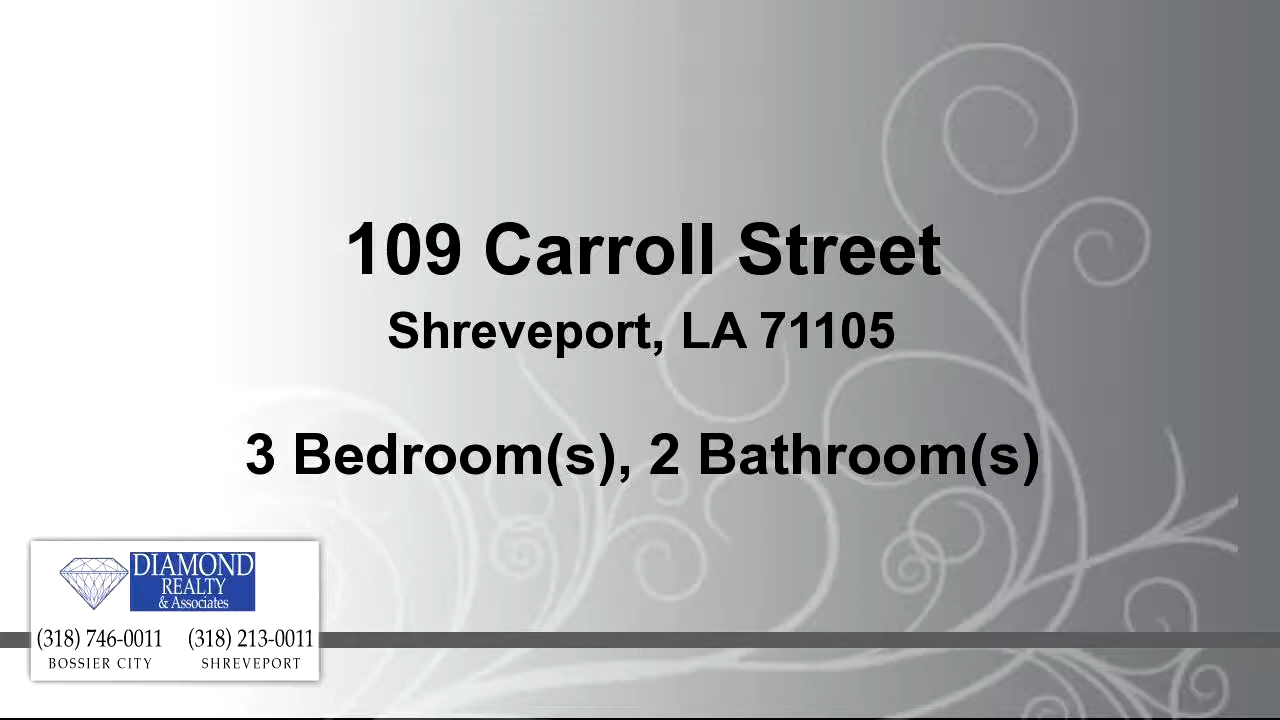 109 Carroll Street
Shreveport, LA 71105
3 Bedroom(s), 2 Bathroom(s)
DIAMOND
REALTY
& Associates
(318) 746-0011 (318) 213-0011
BOSSIER CITY SHREVEPORT